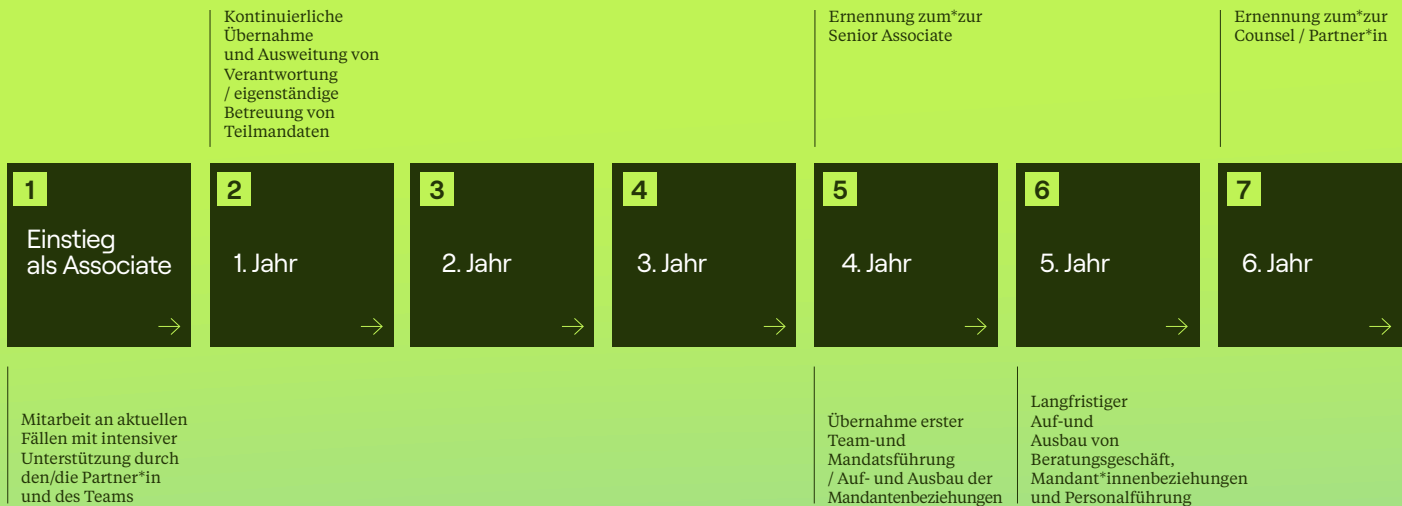 Kontinuierliche
Übernahme
und Ausweitung von
Verantwortung
/ eigenständige
Betreuung von
Teilmandaten
Ernennung zum*zur
Senior Associate
Ernennung zum*zur
Counsel / Partner*in
1
Einstieg
als Associate
2
1. Jahr
3
2. Jahr
4
3. Jahr
5
4. Jahr
6
5. Jahr
7
6. Jahr
Mitarbeit an aktuellen
Fällen mit intensiver
Unterstützung durch
den/die Partner*in
und des Teams
Übernahme erster
Team-und
Mandatsführung
/ Auf- und Ausbau der
Mandantenbeziehungen
Langfristiger
Auf-und
Ausbau von
Beratungsgeschäft,
Mandant*innenbeziehungen
und Personalführung